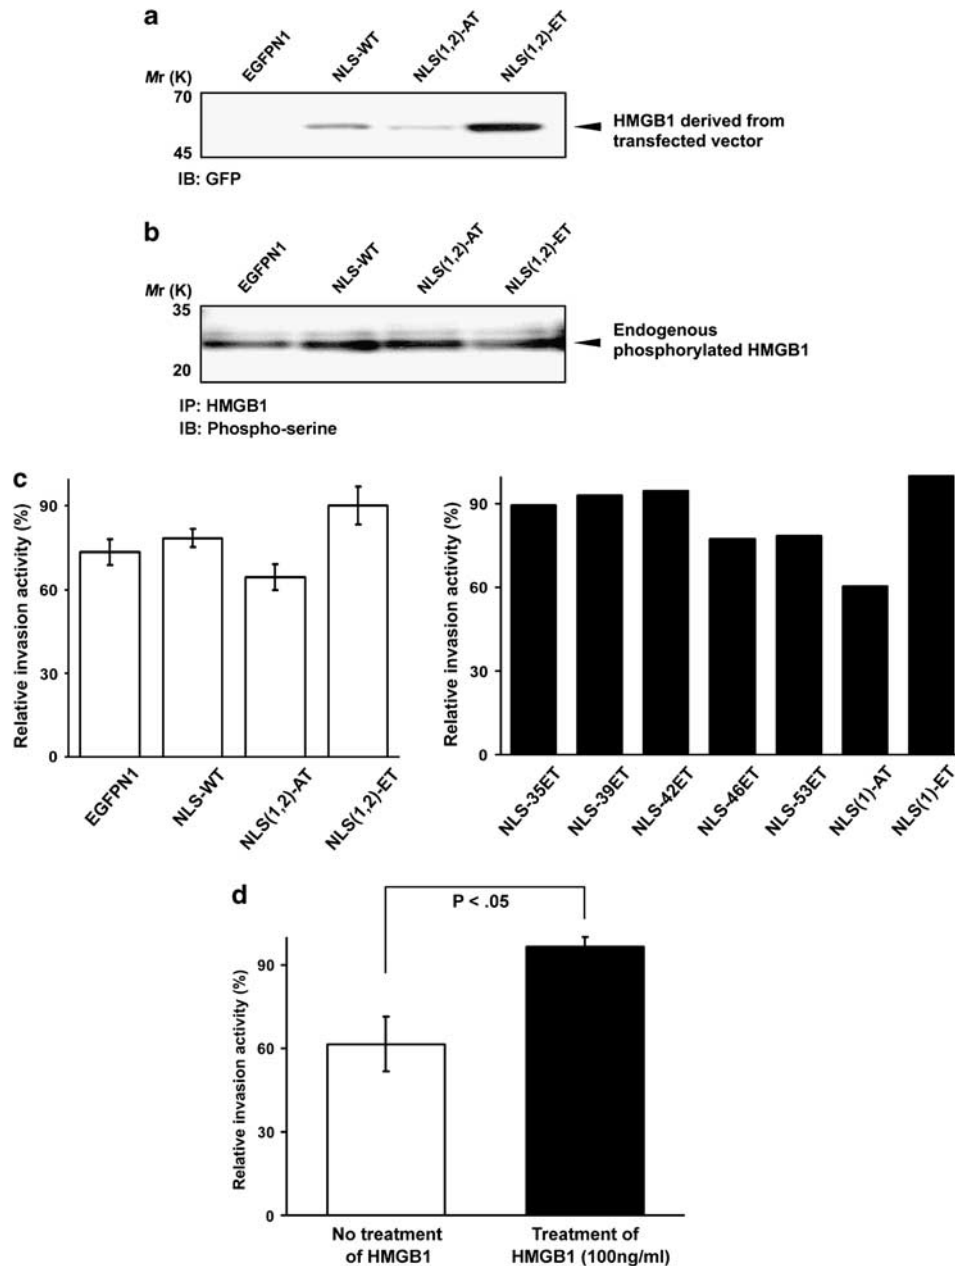 a
EGFPN1
NLS-WT
NLS(1,2)-AT
NLS(1,2)-ET
Mr (K)
70
45
HMGB1 derived from
transfected vector
IB: GFP
b
EGFPN1
NLS-WT
NLS(1,2)-AT
NLS(1,2)-ET
Mr (K)
35
20
Endogenous
phosphorylated HMGB1
IP: HMGB1
IB: Phospho-serine
c
Relative invasion activity (%)
90
60
30
0
EGFPN1
NLS-WT
NLS(1,2)-AT
NLS(1,2)-ET
Relative invasion activity (%)
90
60
30
0
NLS-35ET
NLS-39ET
NLS-42ET
NLS-46ET
NLS-53ET
NLS(1)-AT
NLS(1)-ET
d
P < .05
Relative invasion activity (%)
90
60
30
0
No treatment
of HMGB1
Treatment of
HMGB1 (100ng/ml)